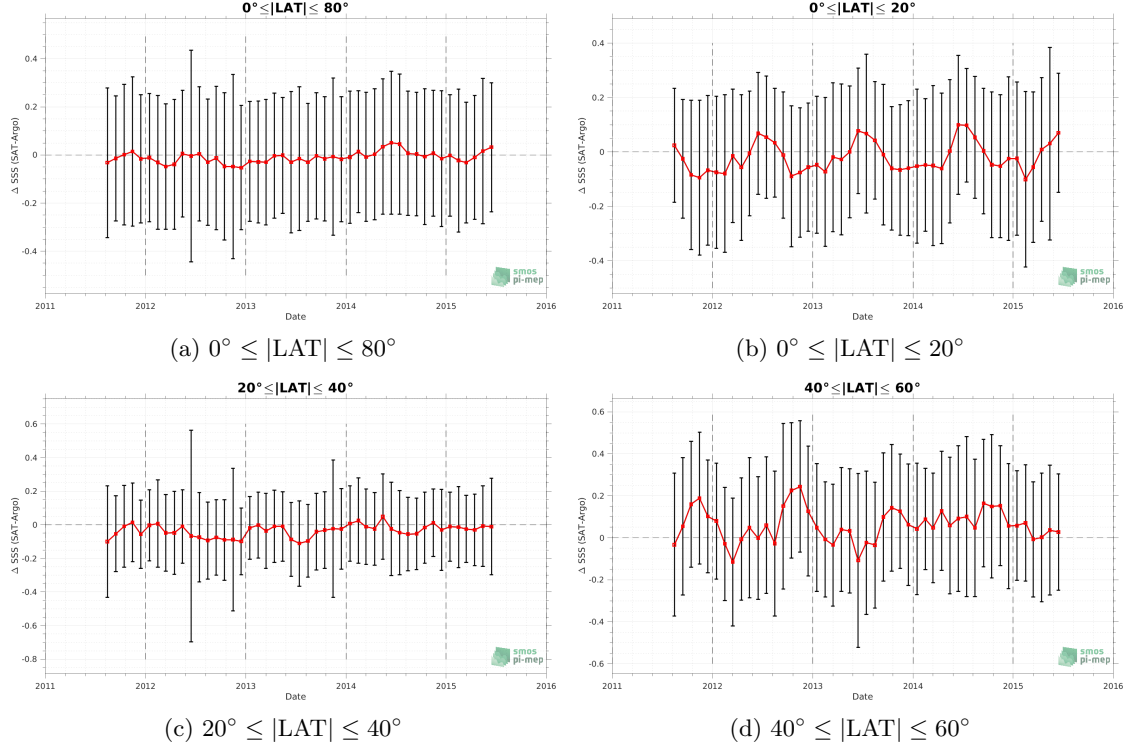 0°≤|LAT|≤ 80°
Δ SSS (SAT-Argo)
0.4
0.2
0
-0.2
-0.4
2011 2012 2013 2014 2015 2016
Date
smos
pi-mep
(a) 0° ≤ |LAT| ≤ 80°
0°≤|LAT|≤ 20°
Δ SSS (SAT-Argo)
0.4
0.2
0
-0.2
-0.4
2011 2012 2013 2014 2015 2016
Date
smos
pi-mep
(b) 0° ≤ |LAT| ≤ 20°
20°≤|LAT|≤ 40°
Δ SSS (SAT-Argo)
0.6
0.4
0.2
0
-0.2
-0.4
-0.6
-0.8
2011 2012 2013 2014 2015 2016
Date
smos
pi-mep
(c) 20° ≤ |LAT| ≤ 40°
40°≤|LAT|≤ 60°
Δ SSS (SAT-Argo)
0.6
0.4
0.2
0
-0.2
-0.4
-0.6
2011 2012 2013 2014 2015 2016
Date
smos
pi-mep
(d) 40° ≤ |LAT| ≤ 60°